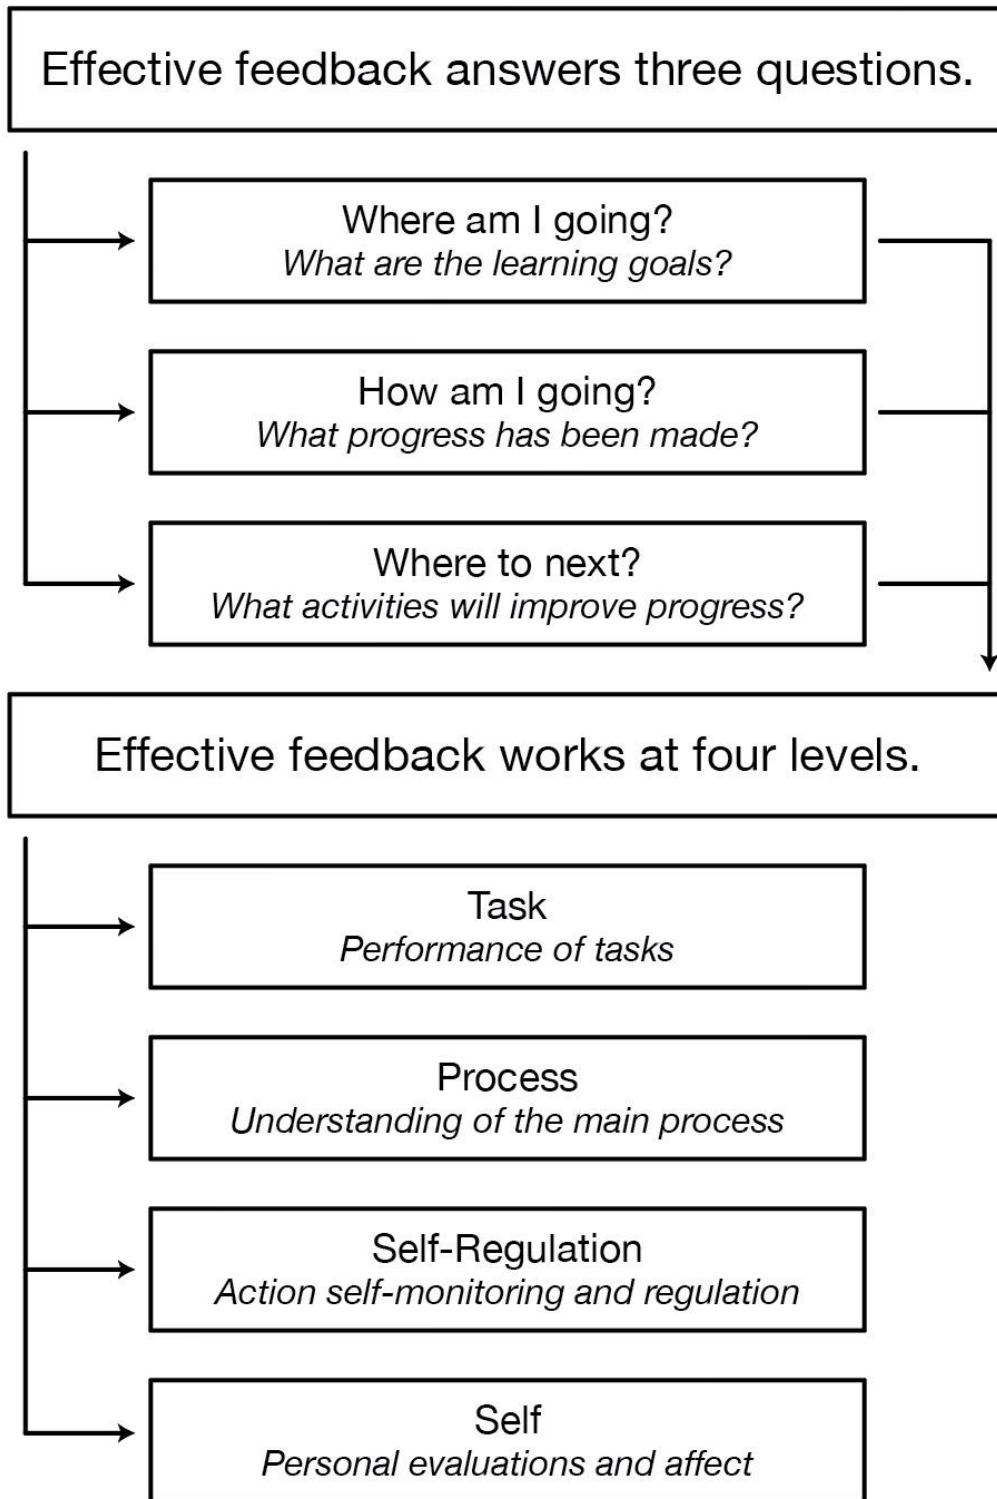 Effective feedback answers three questions.
Where am I going?
What are the learning goals?
How am I going?
What progress has been made?
Where to next?
What activities will improve progress?
Effective feedback works at four levels.
Task
Performance of tasks
Process
Understanding of the main process
Self-Regulation
Action self-monitoring and regulation
Self
Personal evaluations and affect